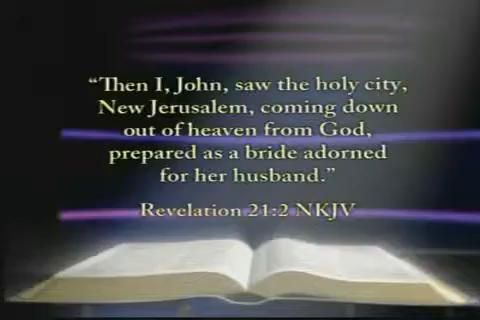 “Then I, John, saw the holy city,
New Jerusalem, coming down
out of heaven from God,
prepared as a bride adorned
for her husband.”
Revelation 21:2 NKJV